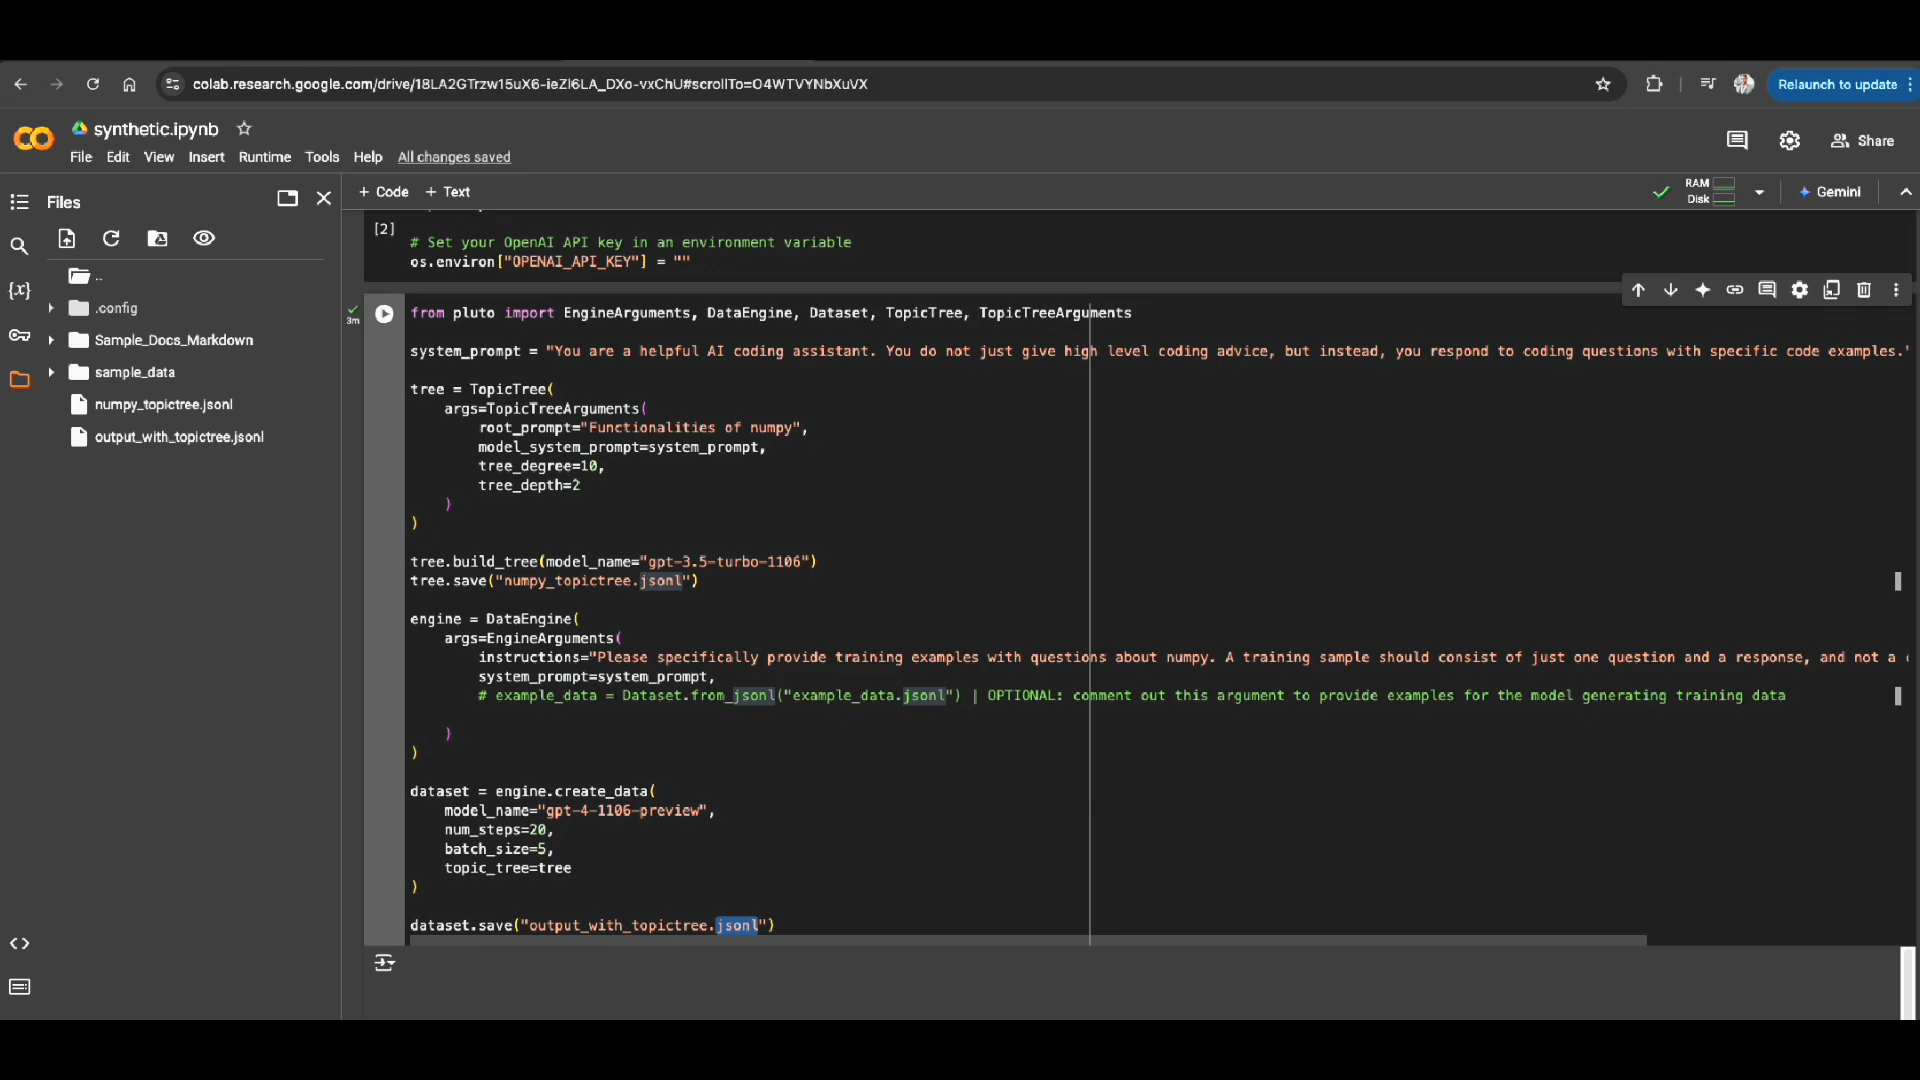 colab.research.google.com/drive/18LA2GTrzw15uX6-ieZl6LA_DXo-vxChU#scrollTo=O4WTVYNbXuVX
Relaunch to update
synthetic.ipynb
File Edit View Insert Runtime Tools Help All changes saved
Share
Files
+ Code + Text
RAM
Disk
Gemini
..
.config
Sample_Docs_Markdown
sample_data
numpy_topictree.jsonl
output_with_topictree.jsonl
{x}
[2]
# Set your OpenAI API key in an environment variable
os.environ["OPENAI_API_KEY"] = ""
3m
from pluto import EngineArguments, DataEngine, Dataset, TopicTree, TopicTreeArguments
system_prompt = "You are a helpful AI coding assistant. You do not just give high level coding advice, but instead, you respond to coding questions with specific code examples."
tree = TopicTree(
args=TopicTreeArguments(
root_prompt="Functionalities of numpy",
model_system_prompt=system_prompt,
tree_degree=10,
tree_depth=2
)
)
tree.build_tree(model_name="gpt-3.5-turbo-1106")
tree.save("numpy_topictree.jsonl")
engine = DataEngine(
args=EngineArguments(
instructions="Please specifically provide training examples with questions about numpy. A training sample should consist of just one question and a response, and not a
system_prompt=system_prompt,
# example_data = Dataset.from_jsonl("example_data.jsonl") | OPTIONAL: comment out this argument to provide examples for the model generating training data
)
)
dataset = engine.create_data(
model_name="gpt-4-1106-preview",
num_steps=20,
batch_size=5,
topic_tree=tree
)
dataset.save("output_with_topictree.jsonl")